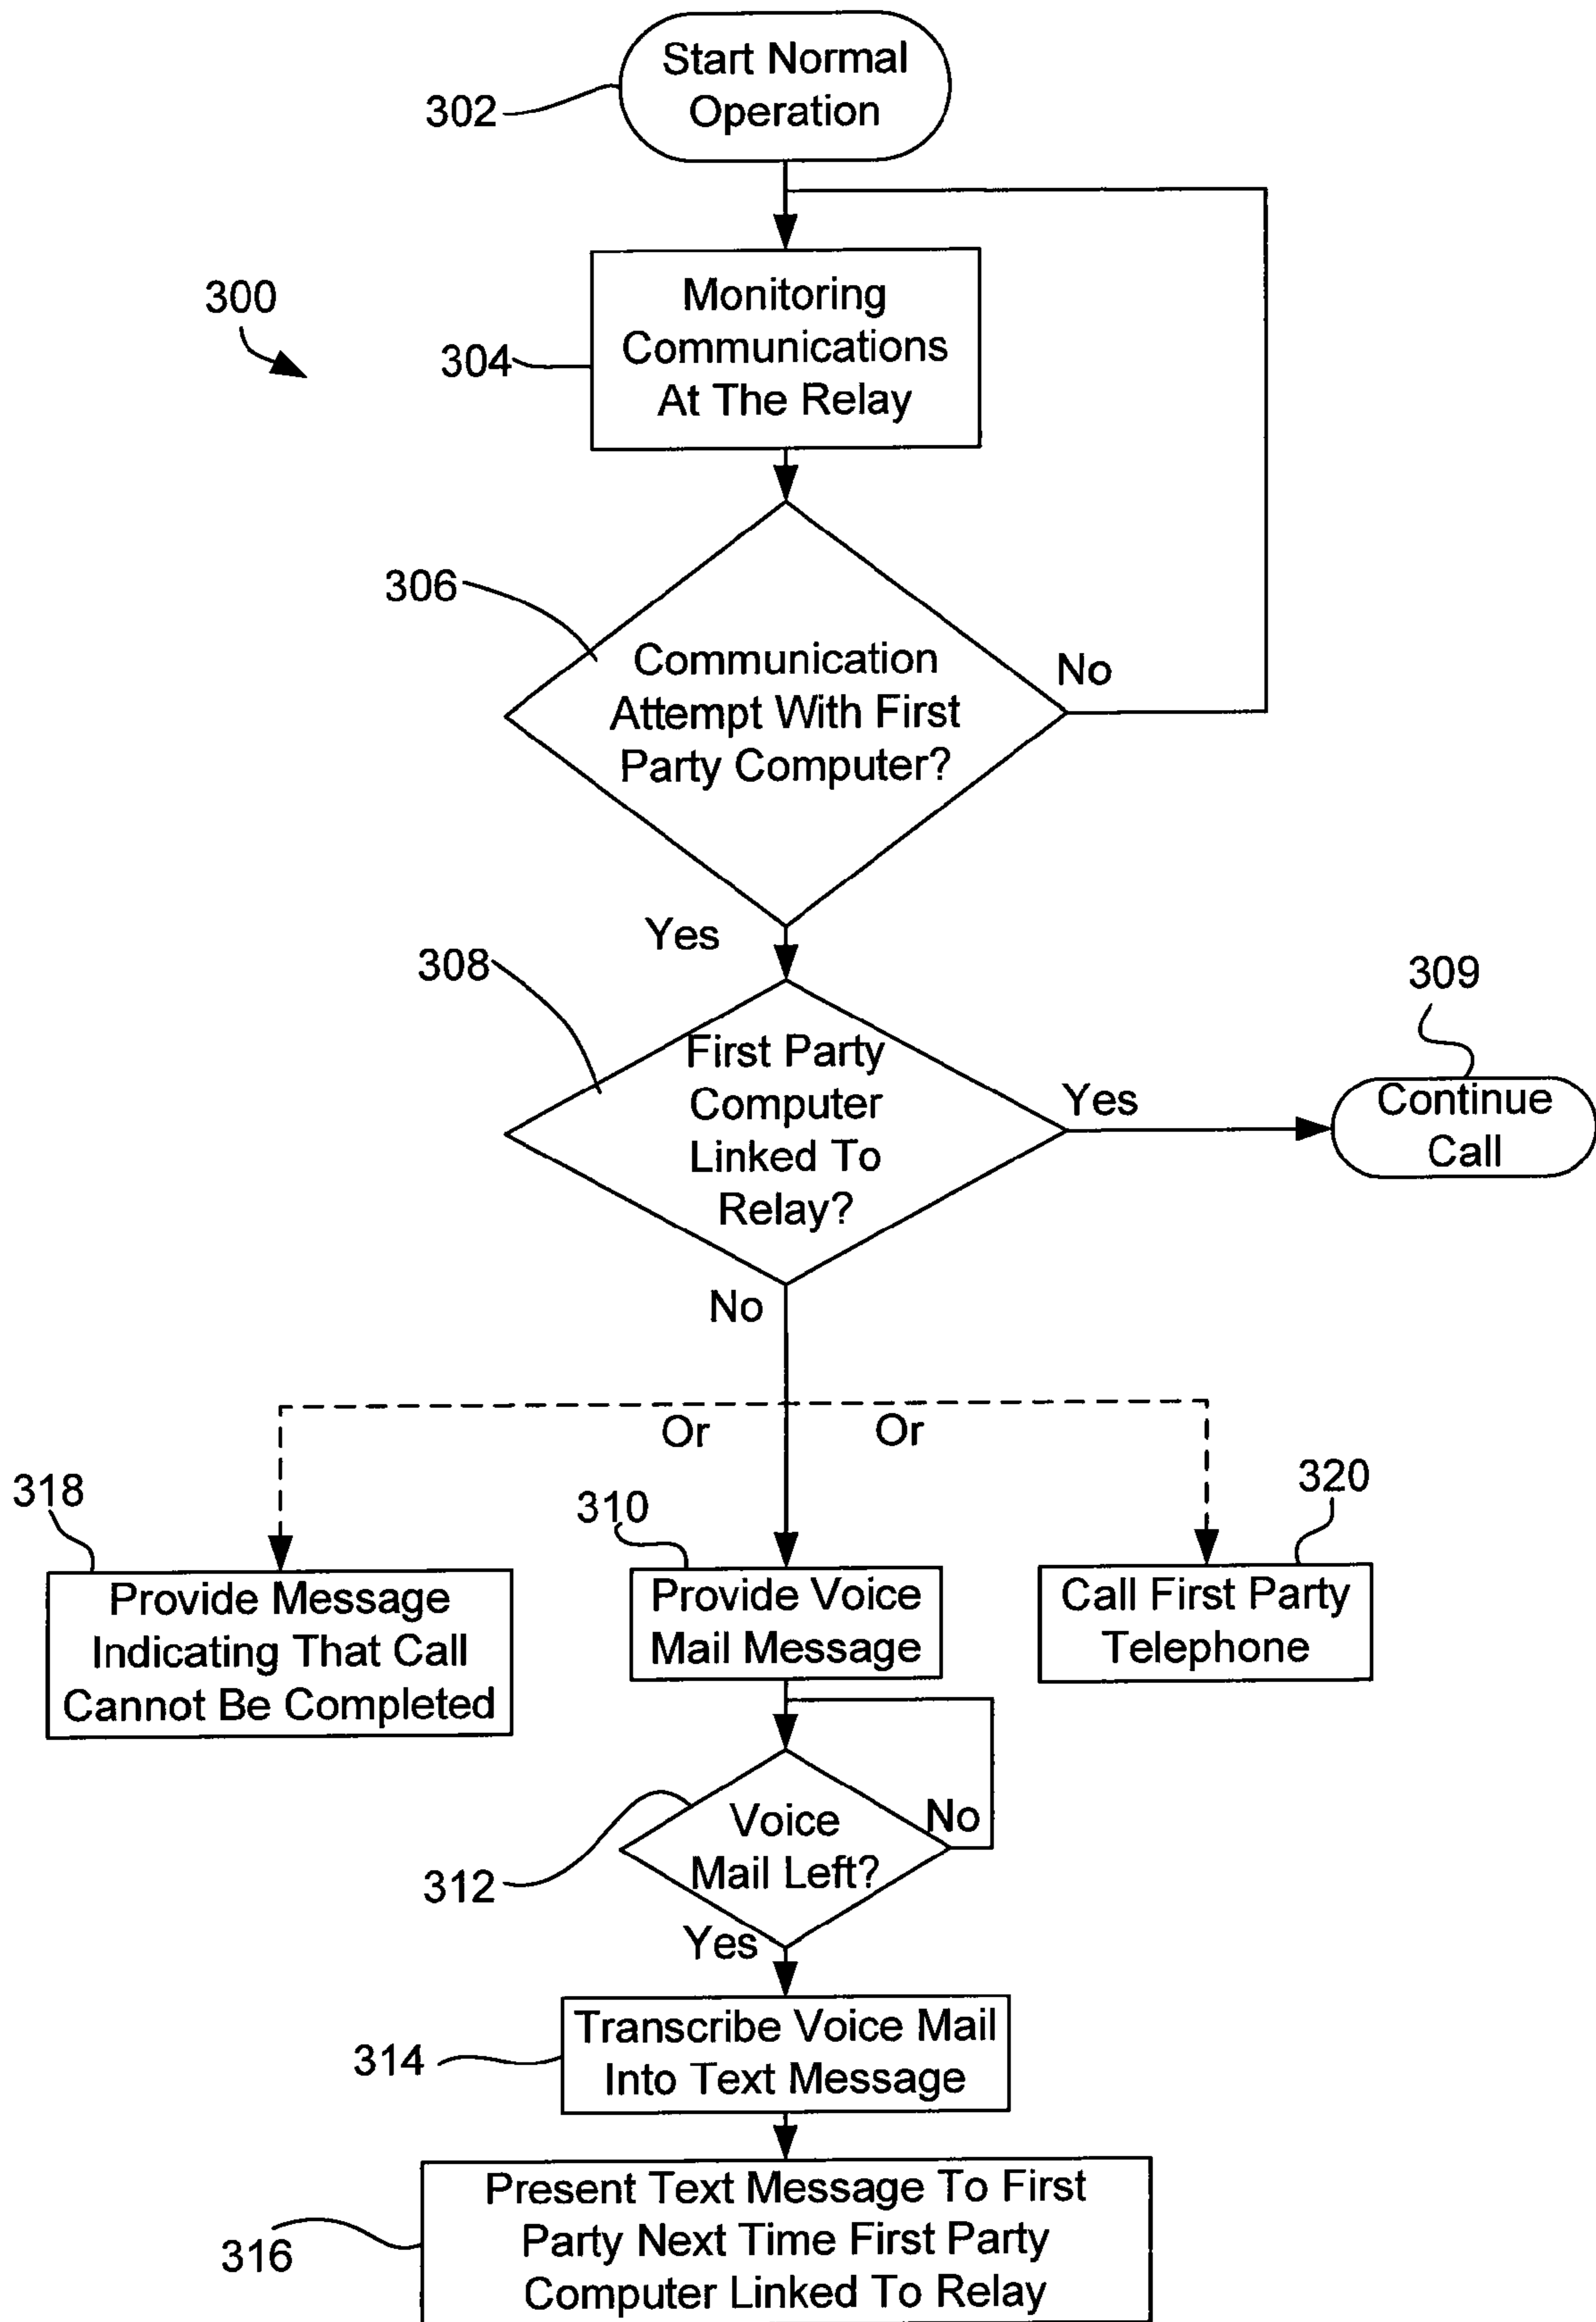 Start Normal
Operation
302
300
Monitoring
Communications
At The Relay
304
306
Communication
Attempt With First
Party Computer?
No
Yes
308
First Party
Computer
Linked To
Relay?
Yes
309
Continue
Call
No
Or
Or
318
Provide Message
Indicating That Call
Cannot Be Completed
310
Provide Voice
Mail Message
320
Call First Party
Telephone
312
Voice
Mail Left?
No
Yes
314
Transcribe Voice Mail
Into Text Message
316
Present Text Message To First
Party Next Time First Party
Computer Linked To Relay